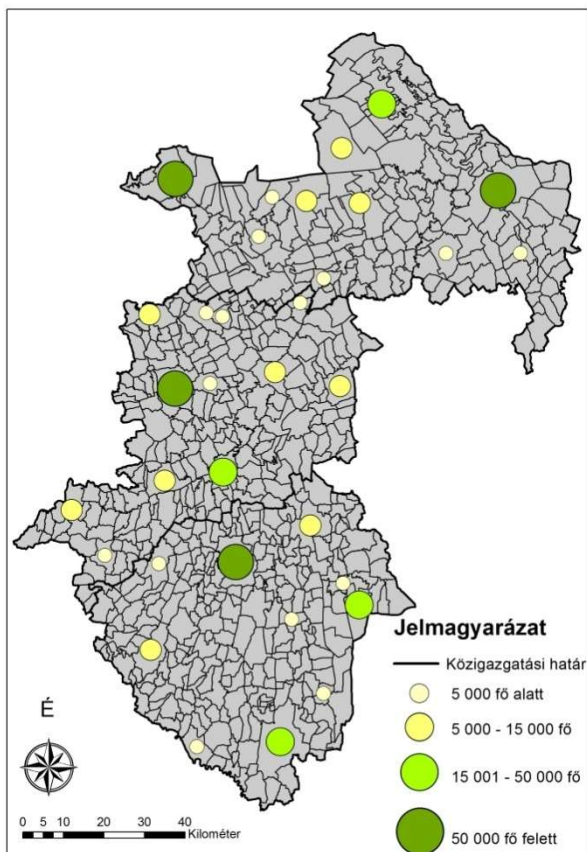 Jelmagyarázat
Közigazgatási határ
5 000 fő alatt
5 000 - 15 000 fő
15 001 - 50 000 fő
50 000 fő felett
É
0 5 10 20 30 40
Kilométer